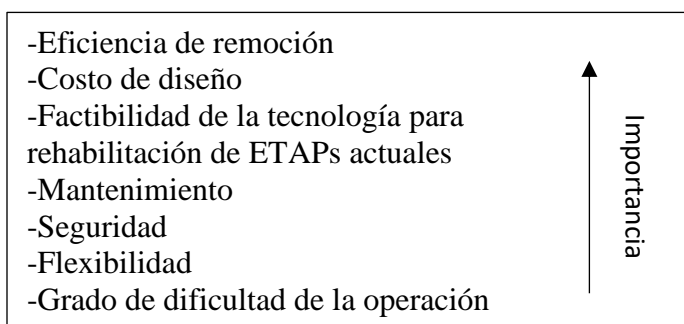 -Eficiencia de remoción
-Costo de diseño
-Factibilidad de la tecnología para
rehabilitación de ETAPs actuales
-Mantenimiento
-Seguridad
-Flexibilidad
-Grado de dificultad de la operación
Importancia